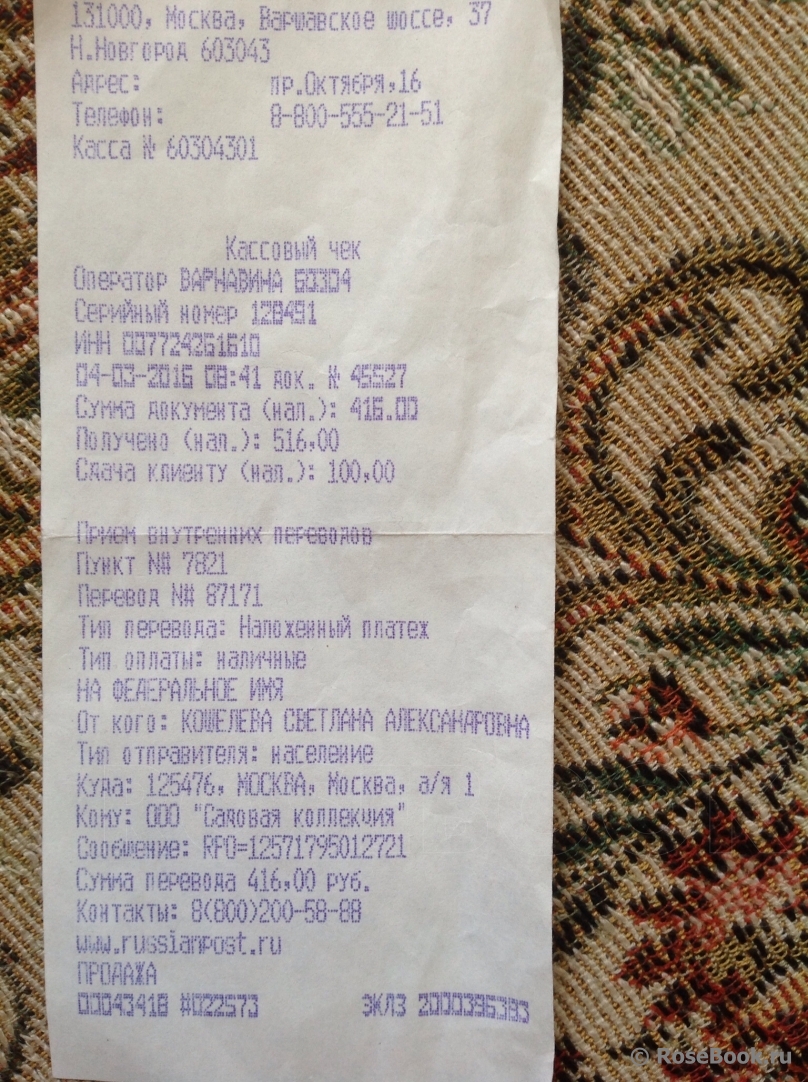 131000, Москва, Варшавское шоссе, 37
Н.Новгород 603043
Адрес: пр.Октября,16
Телефон: 8-800-555-21-51
Касса № 60304301
Кассовый чек
Оператор ВАРНАВИНА 60304
Серийный номер 128491
ИНН 007724261610
04-03-2016 08:41 док. № 45527
Сумма документа (нал.): 416.00
Получено (нал.): 516,00
Сдача клиенту (нал.): 100,00
Прием внутренних переводов
Пункт N# 7821
Перевод N# 87171
Тип перевода: Наложенный платеж
Тип оплаты: наличные
НА ФЕДЕРАЛЬНОЕ ИМЯ
От кого: КОШЕЛЕВА СВЕТЛАНА АЛЕКСАНДРОВНА
Тип отправителя: население
Куда: 125476, МОСКВА, Москва, а/я 1
Кому: ООО "Садовая коллекция"
Сообщение: RPO=12571795012721
Сумма перевода 416,00 руб.
Контакты: 8(800)200-58-88
www.russianpost.ru
ПРОДАЖА
00043418 #022573 ЭКЛЗ 2000396393
© RoseBook.ru